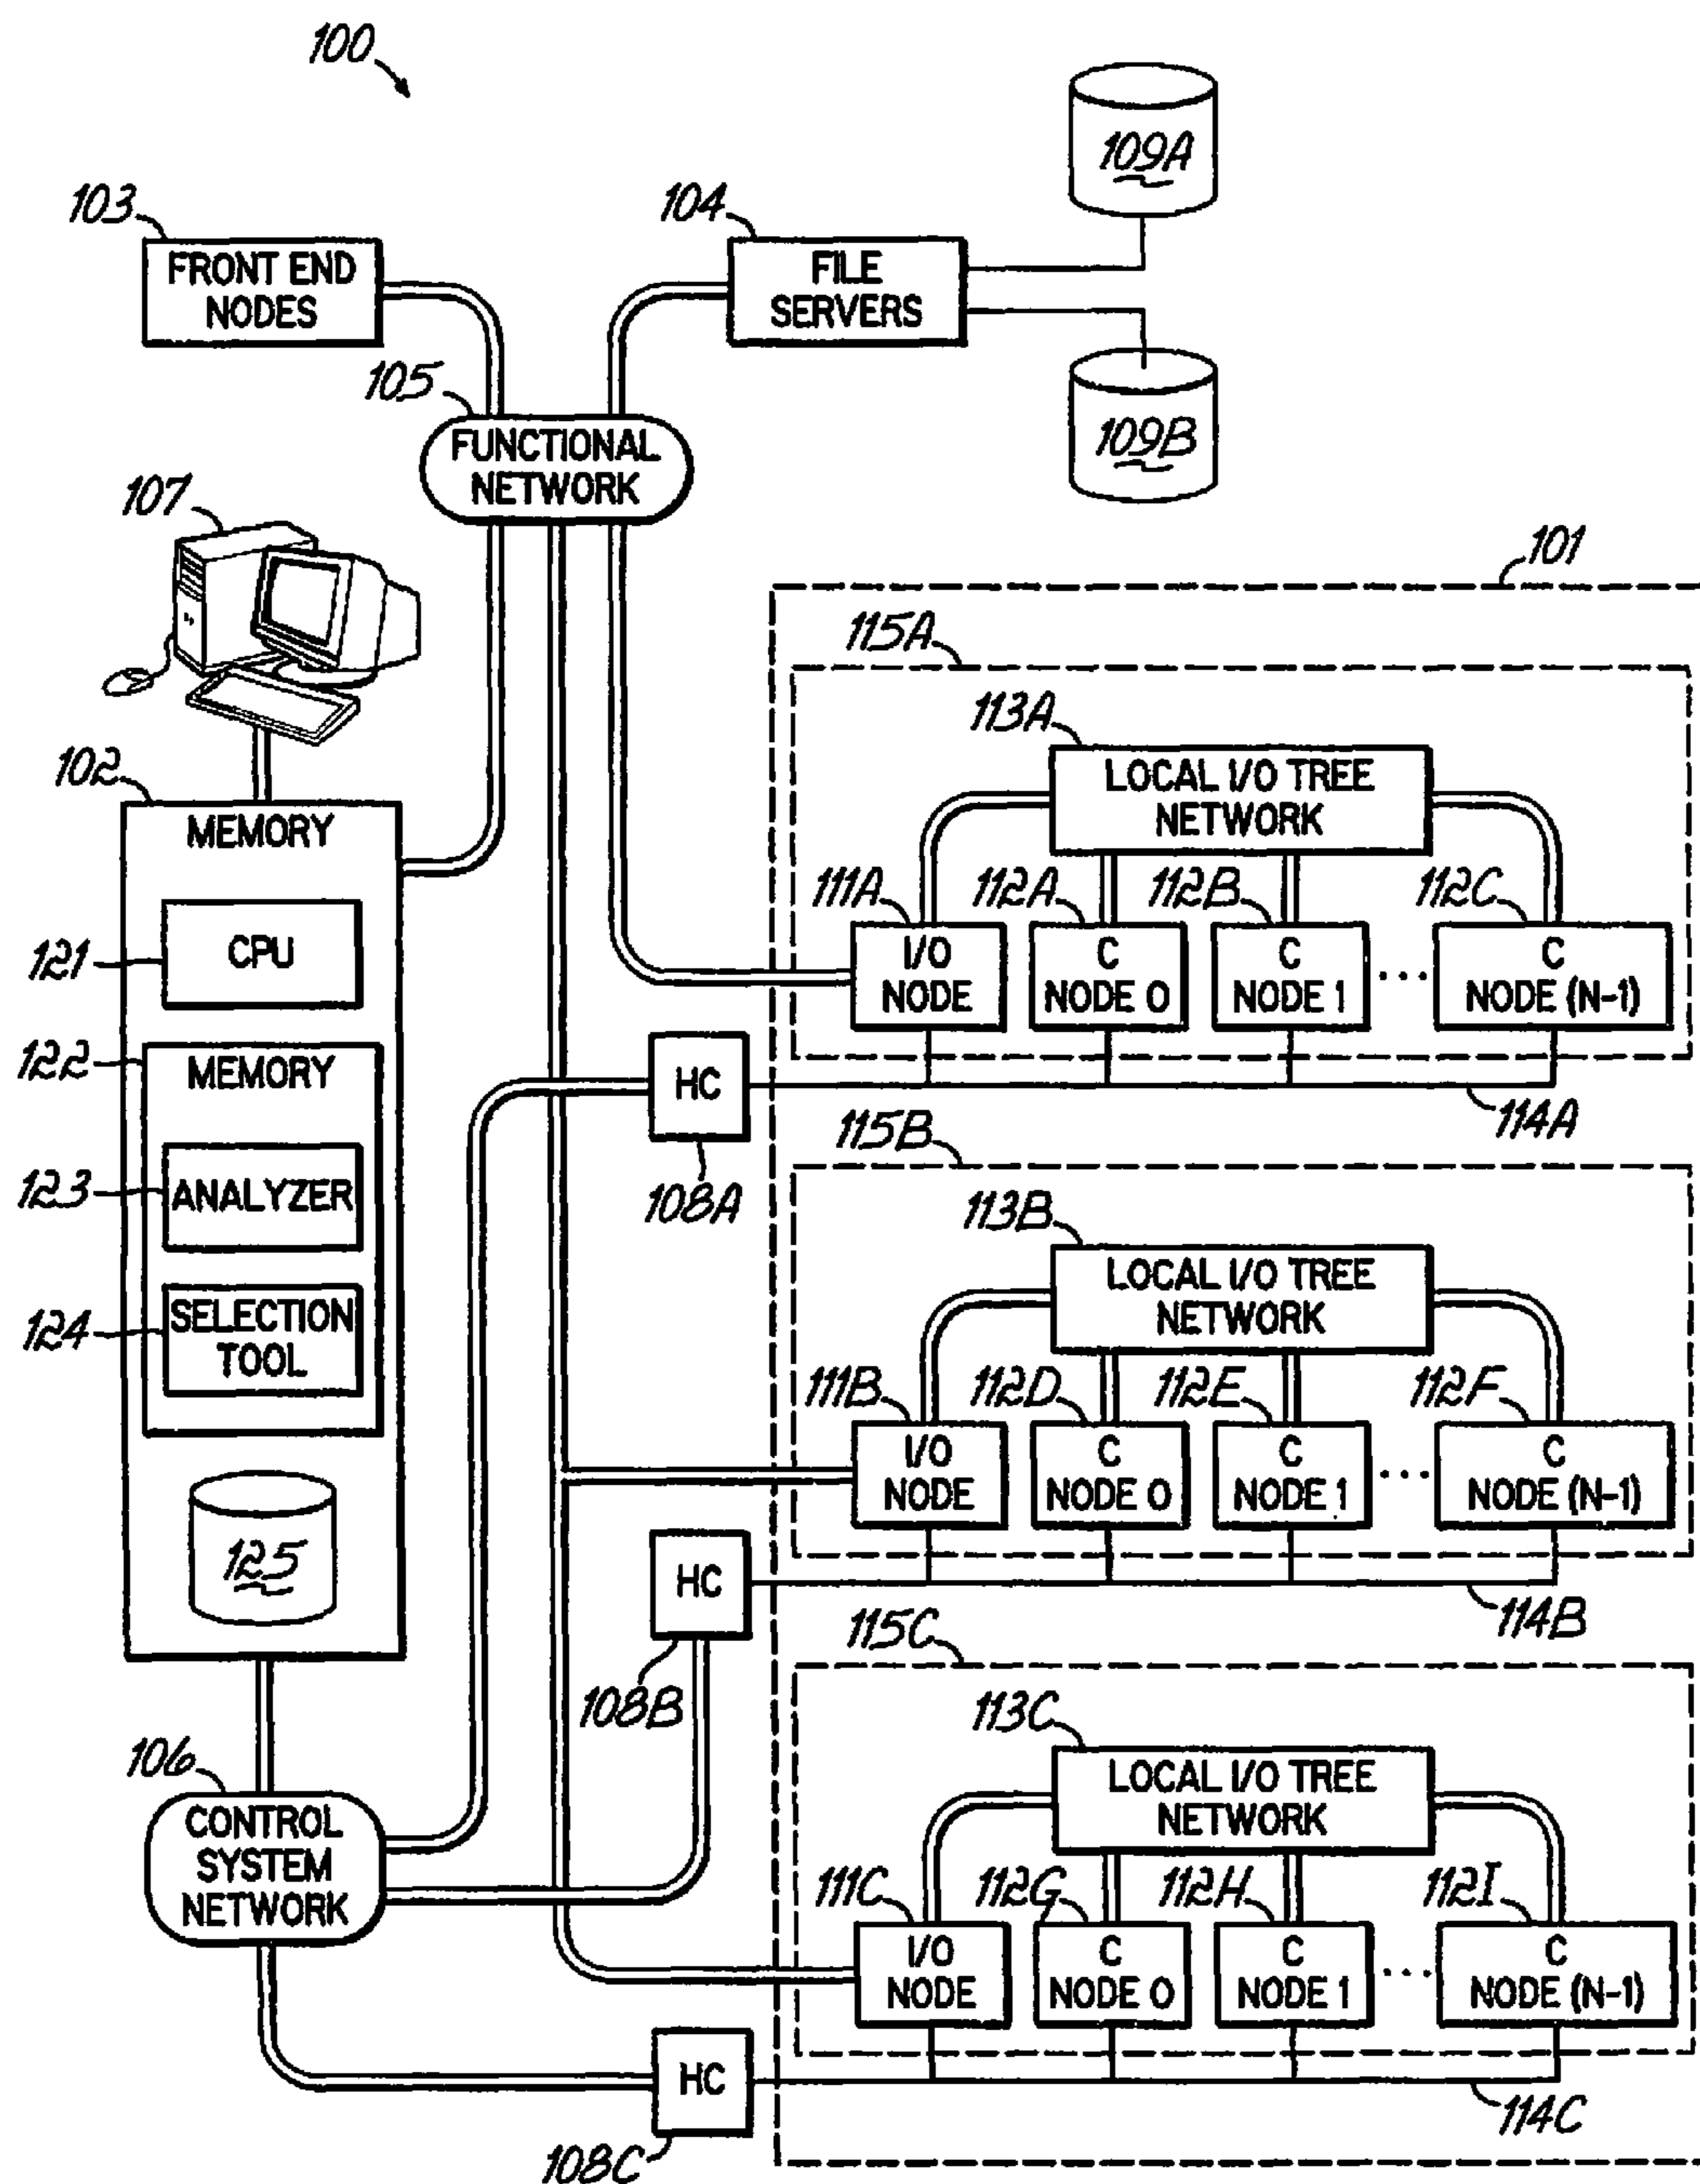 100
109A
103
104
FRONT END
NODES
FILE
SERVERS
105
109B
FUNCTIONAL
NETWORK
107
101
115A
113A
102
LOCAL I/O TREE
NETWORK
MEMORY
111A
112A
112B
112C
121
CPU
I/O
NODE
C
NODE 0
C
NODE 1
...
C
NODE (N-1)
122
MEMORY
HC
114A
115B
123
ANALYZER
108A
113B
LOCAL I/O TREE
NETWORK
124
SELECTION
TOOL
111B
112D
112E
112F
I/O
NODE
C
NODE 0
C
NODE 1
...
C
NODE (N-1)
125
HC
114B
115C
108B
113C
106
LOCAL I/O TREE
NETWORK
CONTROL
SYSTEM
NETWORK
111C
112G
112H
112I
I/O
NODE
C
NODE 0
C
NODE 1
...
C
NODE (N-1)
HC
114C
108C